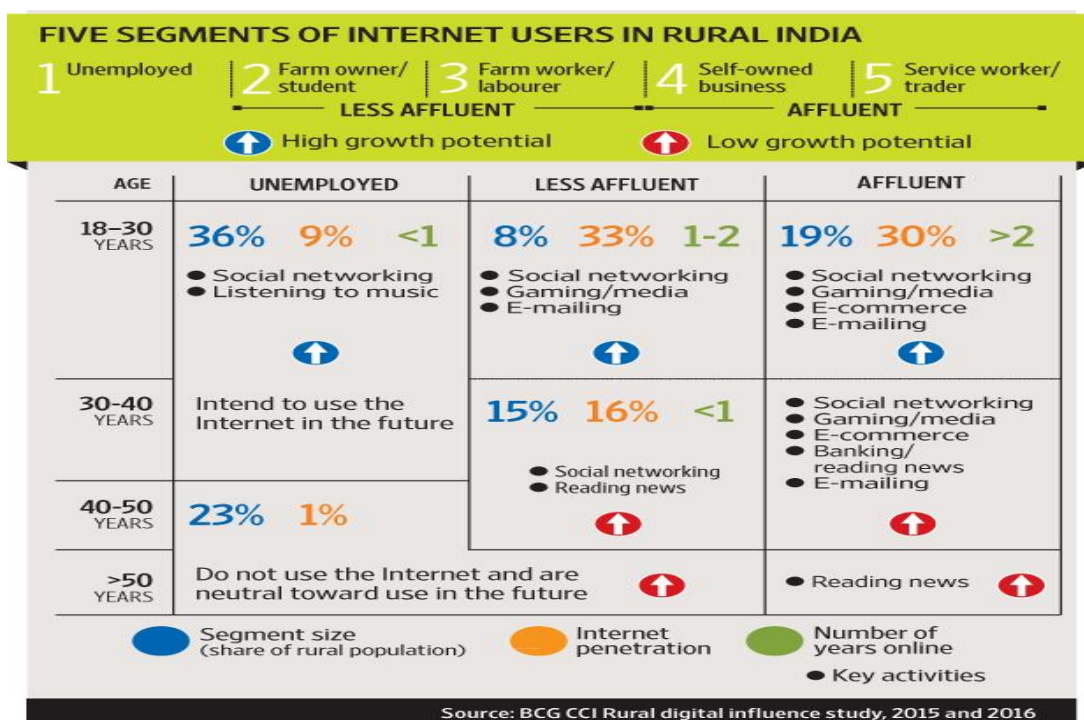 FIVE SEGMENTS OF INTERNET USERS IN RURAL INDIA
1 Unemployed
2 Farm owner/
student
3 Farm worker/
labourer
4 Self-owned
business
5 Service worker/
trader
LESS AFFLUENT
AFFLUENT
High growth potential
Low growth potential
AGE
UNEMPLOYED
LESS AFFLUENT
AFFLUENT
18–30
YEARS
36% 9% <1
● Social networking
● Listening to music
8% 33% 1-2
● Social networking
● Gaming/media
● E-mailing
19% 30% >2
● Social networking
● Gaming/media
● E-commerce
● E-mailing
30-40
YEARS
Intend to use the
Internet in the future
15% 16% <1
● Social networking
● Reading news
● Social networking
● Gaming/media
● E-commerce
● Banking/
reading news
● E-mailing
40-50
YEARS
23% 1%
>50
YEARS
Do not use the Internet and are
neutral toward use in the future
● Reading news
Segment size
(share of rural population)
Internet
penetration
Number of
years online
● Key activities
Source: BCG CCI Rural digital influence study, 2015 and 2016